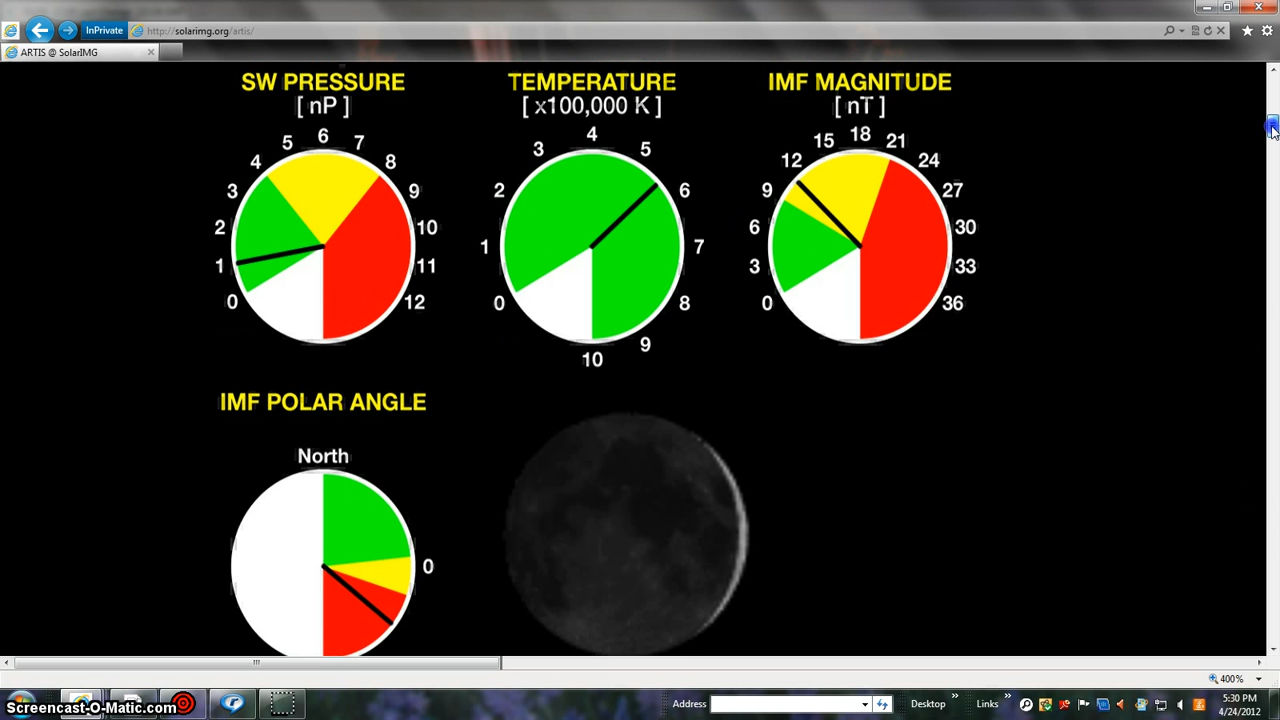 InPrivate
http://solarimg.org/artis/
ARTIS @ SolarIMG
SW PRESSURE
[ nP ]
0 1 2 3 4 5 6 7 8 9 10 11 12
TEMPERATURE
[ x100,000 K ]
0 1 2 3 4 5 6 7 8 9 10
IMF MAGNITUDE
[ nT ]
0 3 6 9 12 15 18 21 24 27 30 33 36
IMF POLAR ANGLE
North
0
400%
Screencast-O-Matic.com
Address
Desktop
Links
5:30 PM
4/24/2012